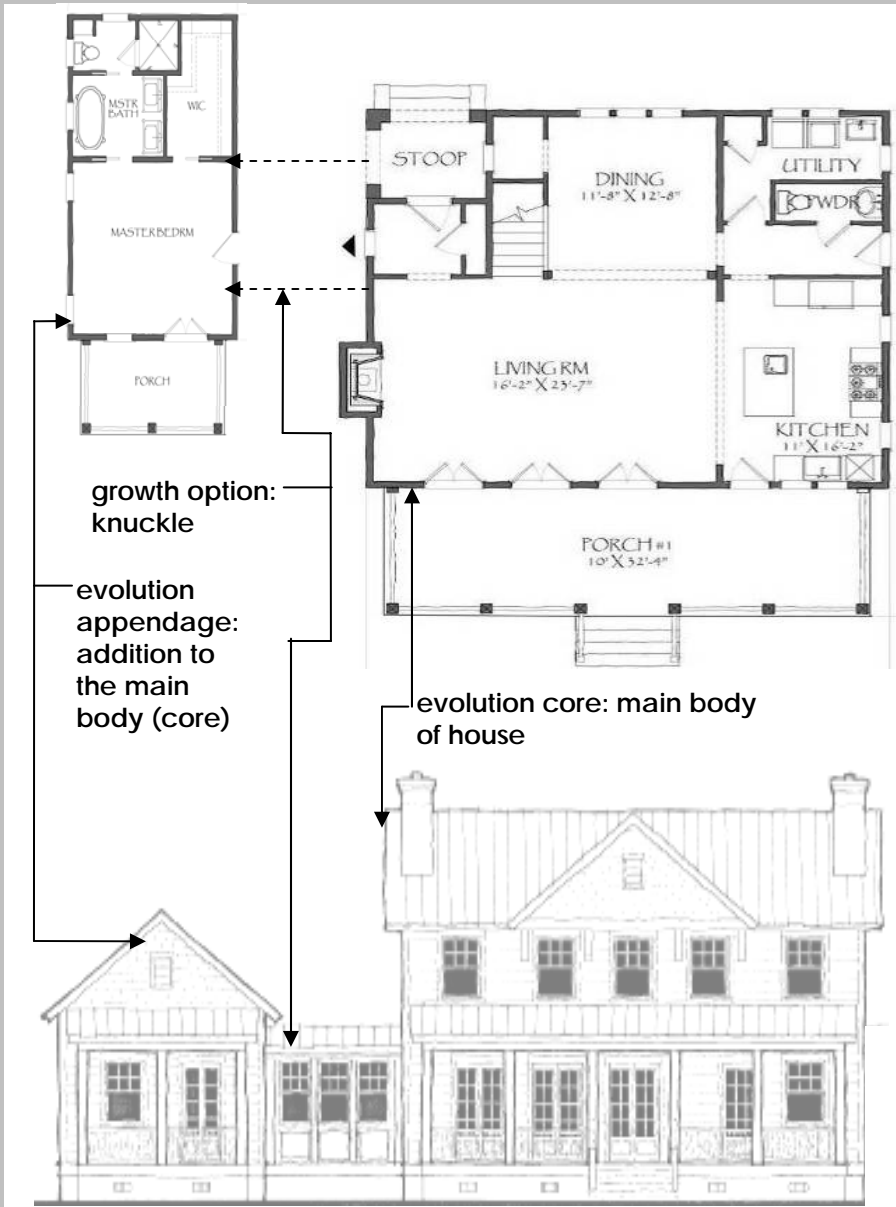 MSTR
BATH
WIC
MASTER BEDRM
PORCH
STOOP
DINING
11'-8" X 12'-8"
UTILITY
PWDR
LIVING RM
16'-2" X 23'-7"
KITCHEN
11' X 16'-2"
PORCH #1
10' X 32'-4"
growth option:
knuckle
evolution
appendage:
addition to
the main
body (core)
evolution core: main body
of house